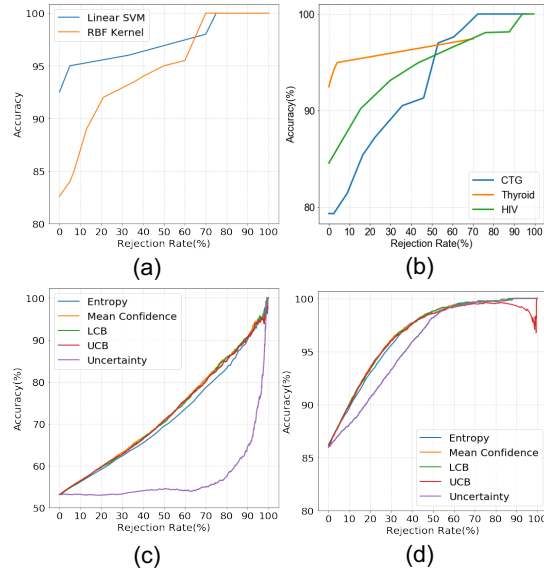 100
95
90
85
80
Accuracy
Linear SVM
RBF Kernel
0 10 20 30 40 50 60 70 80 90 100
Rejection Rate(%)
(a)
100
95
90
85
80
Accuracy(%)
CTG
Thyroid
HIV
0 10 20 30 40 50 60 70 80 90 100
Rejection Rate(%)
(b)
100
90
80
70
60
50
Accuracy(%)
Entropy
Mean Confidence
LCB
UCB
Uncertainty
0 10 20 30 40 50 60 70 80 90 100
Rejection Rate(%)
(c)
100
95
90
85
80
Accuracy(%)
Entropy
Mean Confidence
LCB
UCB
Uncertainty
0 10 20 30 40 50 60 70 80 90 100
Rejection Rate(%)
(d)